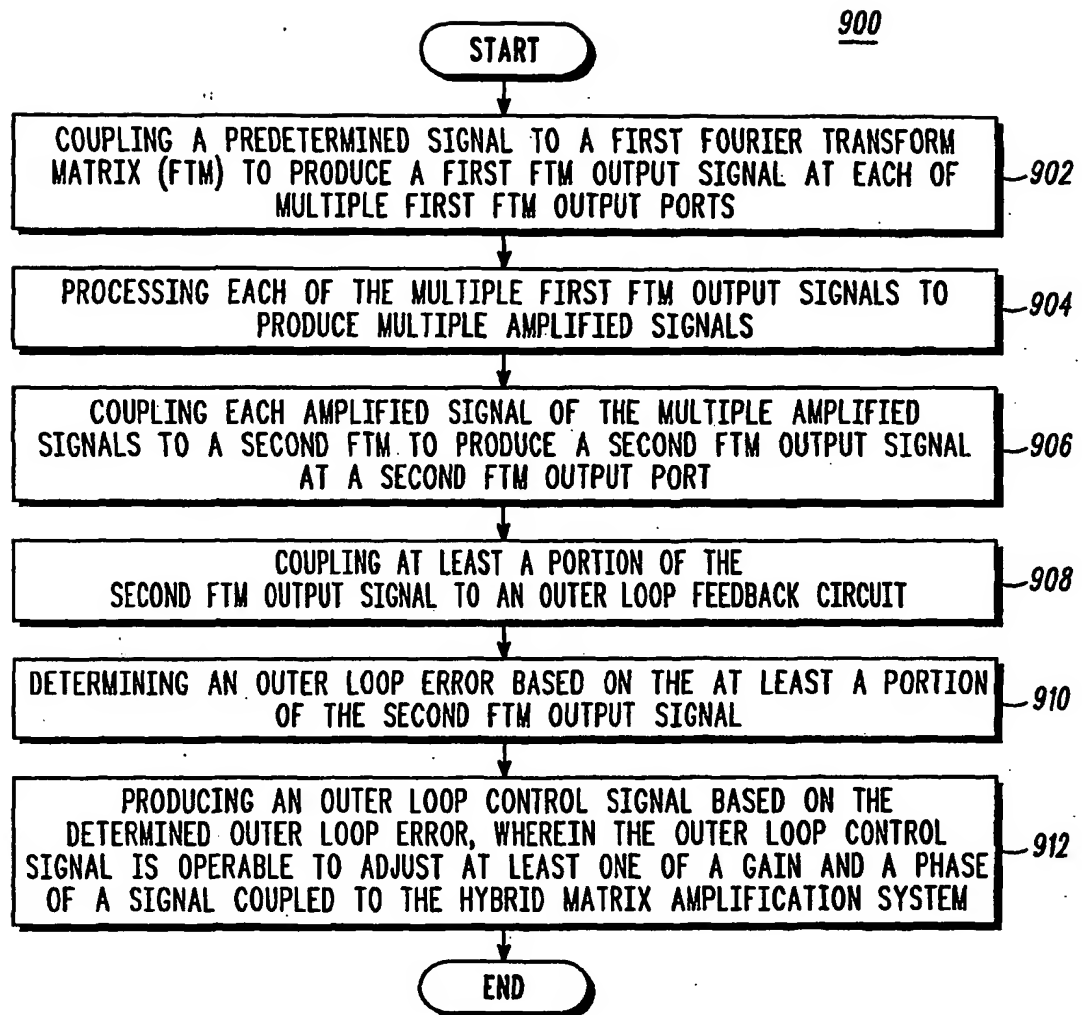 900
START
COUPLING A PREDETERMINED SIGNAL TO A FIRST FOURIER TRANSFORM
MATRIX (FTM) TO PRODUCE A FIRST FTM OUTPUT SIGNAL AT EACH OF
MULTIPLE FIRST FTM OUTPUT PORTS
902
PROCESSING EACH OF THE MULTIPLE FIRST FTM OUTPUT SIGNALS TO
PRODUCE MULTIPLE AMPLIFIED SIGNALS
904
COUPLING EACH AMPLIFIED SIGNAL OF THE MULTIPLE AMPLIFIED
SIGNALS TO A SECOND FTM TO PRODUCE A SECOND FTM OUTPUT SIGNAL
AT A SECOND FTM OUTPUT PORT
906
COUPLING AT LEAST A PORTION OF THE
SECOND FTM OUTPUT SIGNAL TO AN OUTER LOOP FEEDBACK CIRCUIT
908
DETERMINING AN OUTER LOOP ERROR BASED ON THE AT LEAST A PORTION
OF THE SECOND FTM OUTPUT SIGNAL
910
PRODUCING AN OUTER LOOP CONTROL SIGNAL BASED ON THE
DETERMINED OUTER LOOP ERROR, WHEREIN THE OUTER LOOP CONTROL
SIGNAL IS OPERABLE TO ADJUST AT LEAST ONE OF A GAIN AND A PHASE
OF A SIGNAL COUPLED TO THE HYBRID MATRIX AMPLIFICATION SYSTEM
912
END